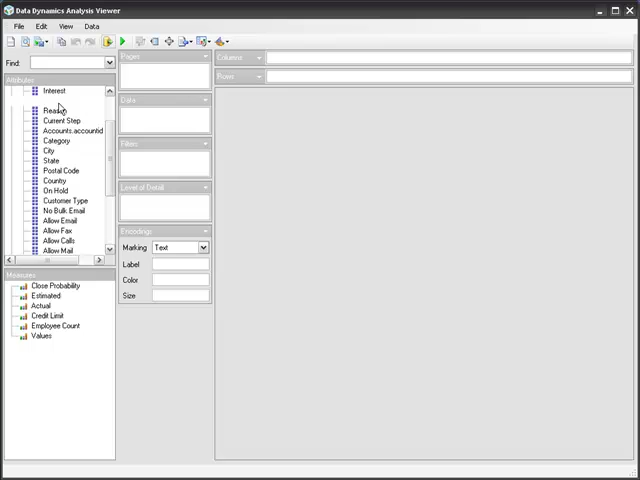 Data Dynamics Analysis Viewer
File Edit View Data
Find:
Attributes
Interest
Reason
Current Step
Accounts.accountid
Category
City
State
Postal Code
Country
On Hold
Customer Type
No Bulk Email
Allow Email
Allow Fax
Allow Calls
Allow Mail
Measures
Close Probability
Estimated
Actual
Credit Limit
Employee Count
Values
Pages
Data
Filters
Level of Detail
Encodings
Marking Text
Label
Color
Size
Columns
Rows